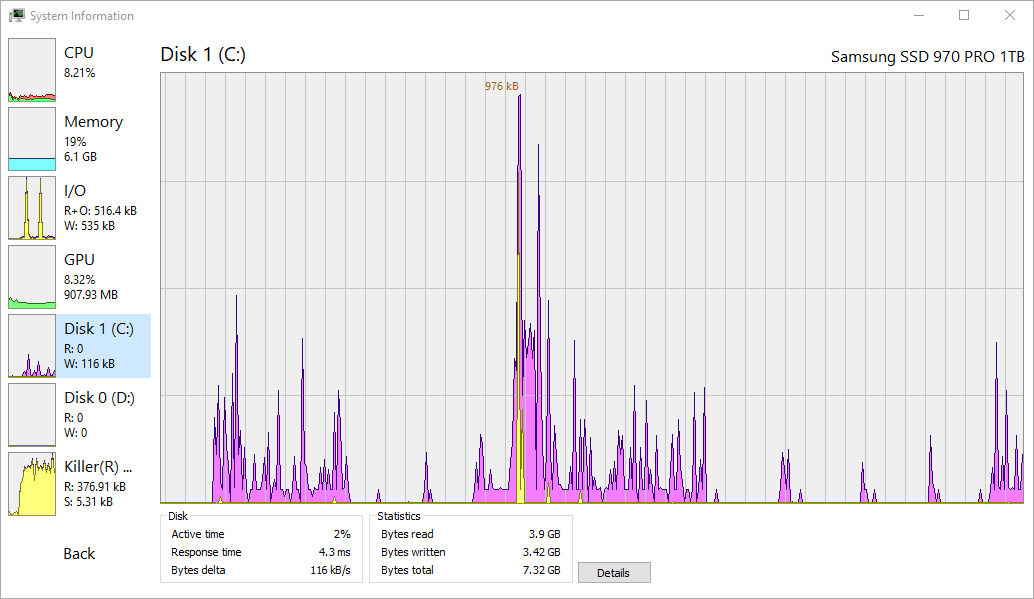 System Information
CPU
8.21%
Memory
19%
6.1 GB
I/O
R+O: 516.4 kB
W: 535 kB
GPU
8.32%
907.93 MB
Disk 1 (C:)
R: 0
W: 116 kB
Disk 0 (D:)
R: 0
W: 0
Killer(R) ...
R: 376.91 kB
S: 5.31 kB
Back
Disk 1 (C:) Samsung SSD 970 PRO 1TB
976 kB
Disk
Active time 2%
Response time 4.3 ms
Bytes delta 116 kB/s
Statistics
Bytes read 3.9 GB
Bytes written 3.42 GB
Bytes total 7.32 GB
Details